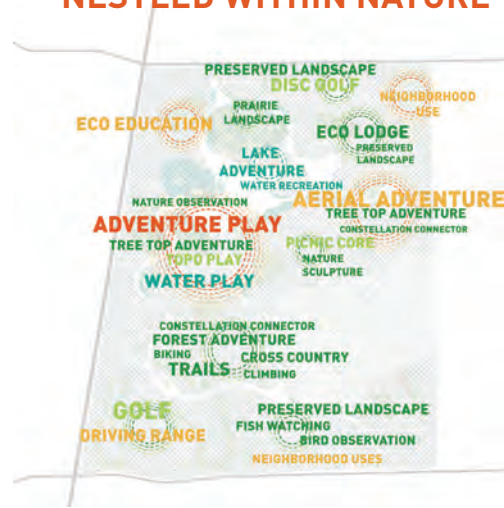 NESTLED WITHIN NATURE
PRESERVED LANDSCAPE
DISC GOLF
NEIGHBORHOOD
USE
PRAIRIE
LANDSCAPE
ECO EDUCATION
ECO LODGE
PRESERVED
LANDSCAPE
LAKE
ADVENTURE
WATER RECREATION
NATURE OBSERVATION
AERIAL ADVENTURE
TREE TOP ADVENTURE
CONSTELLATION CONNECTOR
ADVENTURE PLAY
TREE TOP ADVENTURE
TOPO PLAY
WATER PLAY
PICNIC CORE
NATURE
SCULPTURE
CONSTELLATION CONNECTOR
FOREST ADVENTURE
BIKING
CROSS COUNTRY
TRAILS
CLIMBING
GOLF
DRIVING RANGE
PRESERVED LANDSCAPE
FISH WATCHING
BIRD OBSERVATION
NEIGHBORHOOD USES